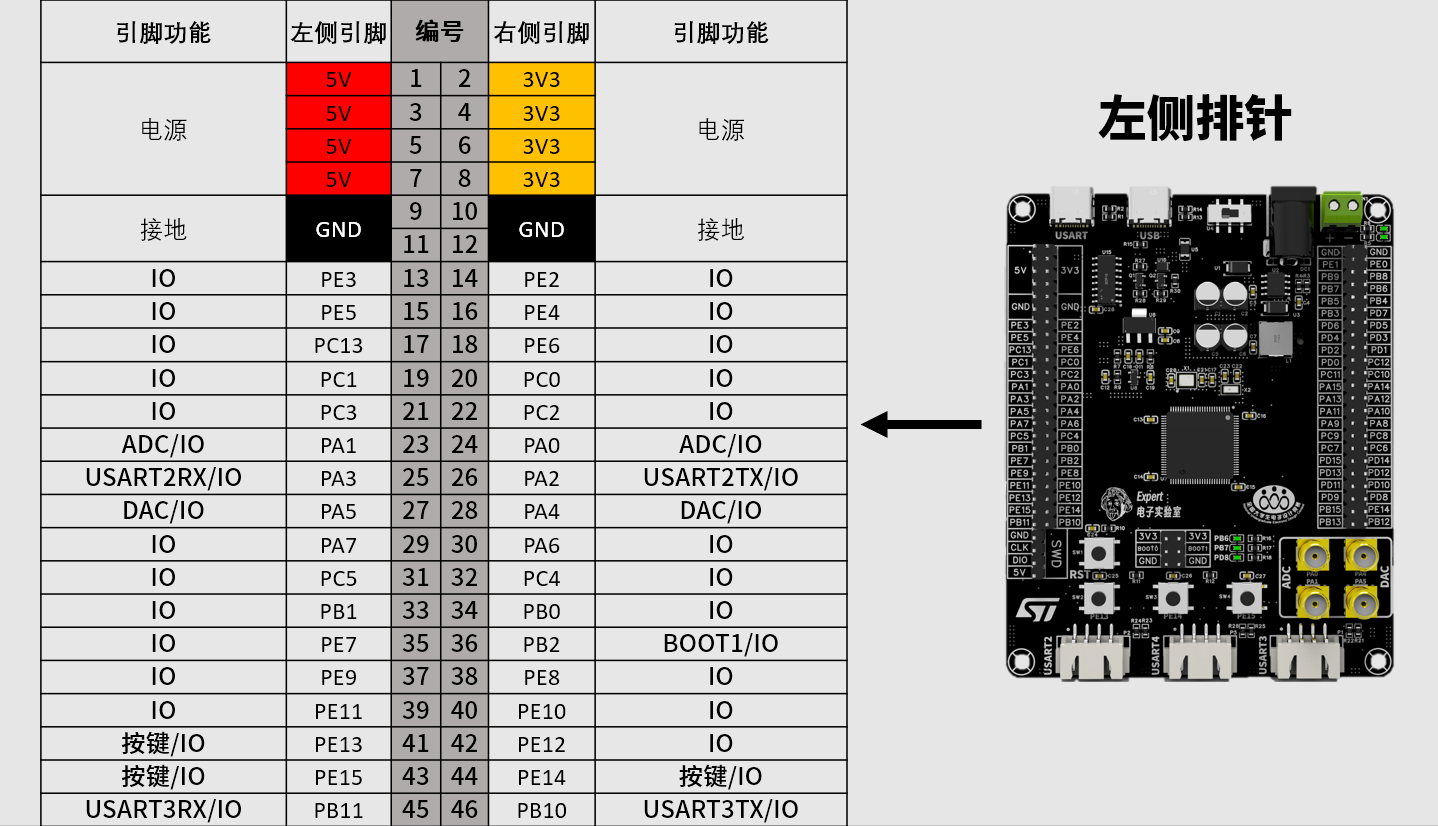 引脚功能 左侧引脚 编号 右侧引脚 引脚功能
电源 5V 1 2 3V3 电源
5V 3 4 3V3
5V 5 6 3V3
5V 7 8 3V3
接地 GND 9 10 GND 接地
11 12
IO PE3 13 14 PE2 IO
IO PE5 15 16 PE4 IO
IO PC13 17 18 PE6 IO
IO PC1 19 20 PC0 IO
IO PC3 21 22 PC2 IO
ADC/IO PA1 23 24 PA0 ADC/IO
USART2RX/IO PA3 25 26 PA2 USART2TX/IO
DAC/IO PA5 27 28 PA4 DAC/IO
IO PA7 29 30 PA6 IO
IO PC5 31 32 PC4 IO
IO PB1 33 34 PB0 IO
IO PE7 35 36 PB2 BOOT1/IO
IO PE9 37 38 PE8 IO
IO PE11 39 40 PE10 IO
按键/IO PE13 41 42 PE12 IO
按键/IO PE15 43 44 PE14 按键/IO
USART3RX/IO PB11 45 46 PB10 USART3TX/IO
左侧排针
USART USB
5V 3V3 GND GND
PE1 PE0
PB9 PB8
PB7 PB6
GND GND PB5 PB4
PB3 PD7
PE3 PE2 PD6 PD5
PE5 PE4 PD4 PD3
PC13 PE6 PD2 PD1
PC1 PC0 PD0 PC12
PC3 PC2 PC11 PC10
PA1 PA0 PA15 PA14
PA3 PA2 PA13 PA12
PA5 PA4 PA11 PA10
PA7 PA6 PA9 PA8
PC5 PC4 PC9 PC8
PB1 PB0 PC7 PC6
PE7 PB2 PD15 PD14
PE9 PE8 PD13 PD12
PE11 PE10 PD11 PD10
PE13 PE12 PD9 PD8
PE15 PE14 PB15 PE14
PB11 PB10 PB13 PB12
Expert
电子实验室
GND
CLK
DIO
5V
SWD
3V3 3V3
BOOT0 BOOT1
GND GND
PB6
PB7
PD8
RST
ADC DAC
PA0 PA4
PA1 PA5
PE13 PE14 PE15
ST
USART2 USART4 USART3